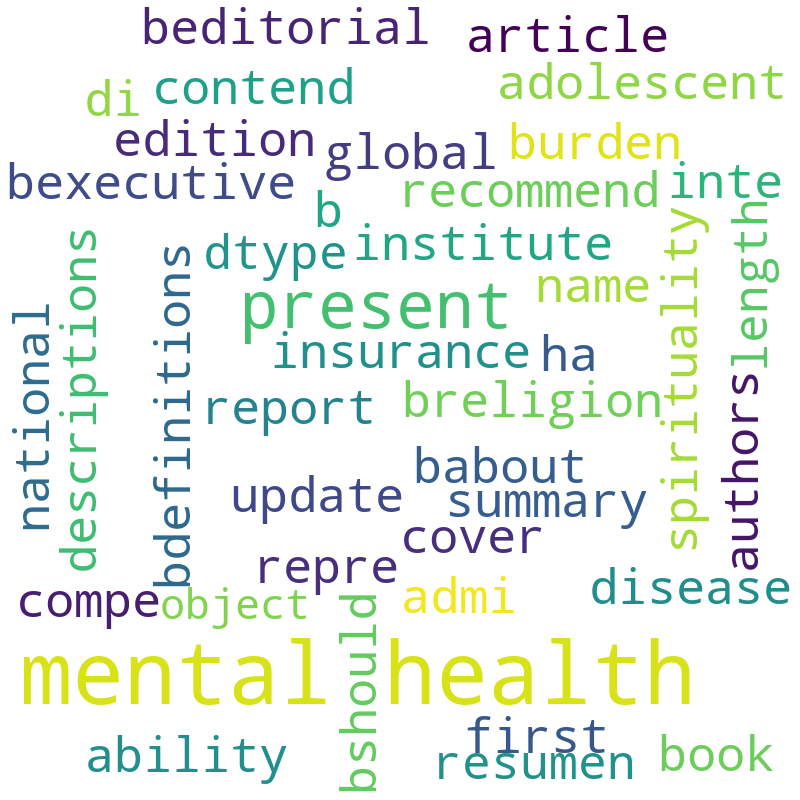 beditorial
article
di
contend
adolescent
edition
global
burden
bexecutive
recommend
inte
b
dtype
institute
spirituality
length
descriptions
bdefinitions
present
name
national
insurance
ha
report
breligion
authors
update
babout
summary
cover
repre
compe
object
admi
disease
bshould
mental health
ability
first
resumen
book